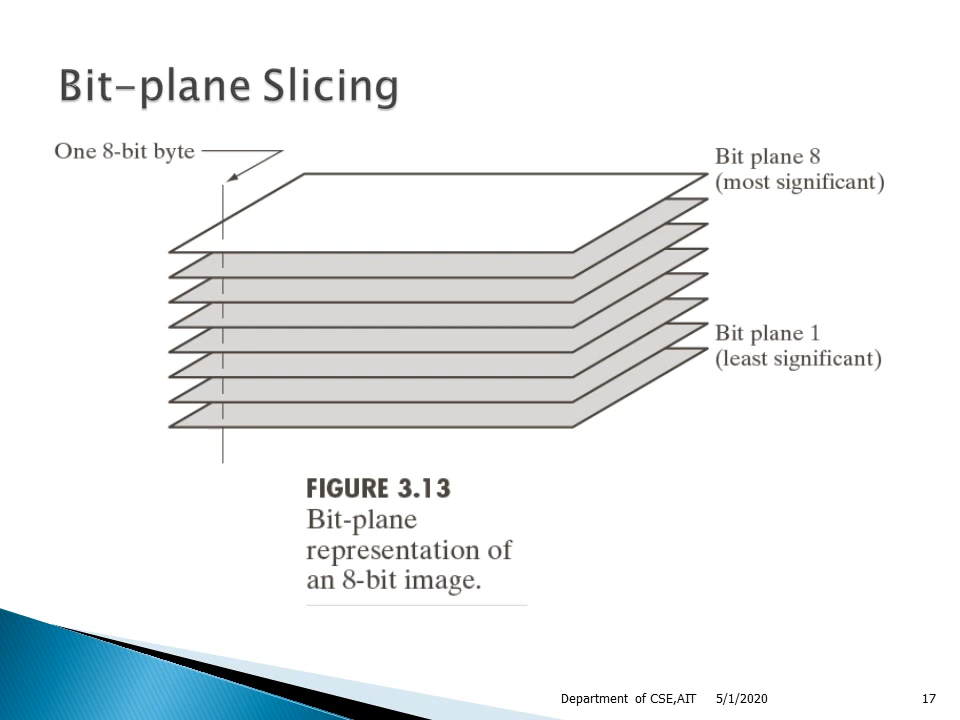 Bit-plane Slicing
One 8-bit byte
Bit plane 8
(most significant)
Bit plane 1
(least significant)
FIGURE 3.13
Bit-plane
representation of
an 8-bit image.
Department of CSE,AIT 5/1/2020 17